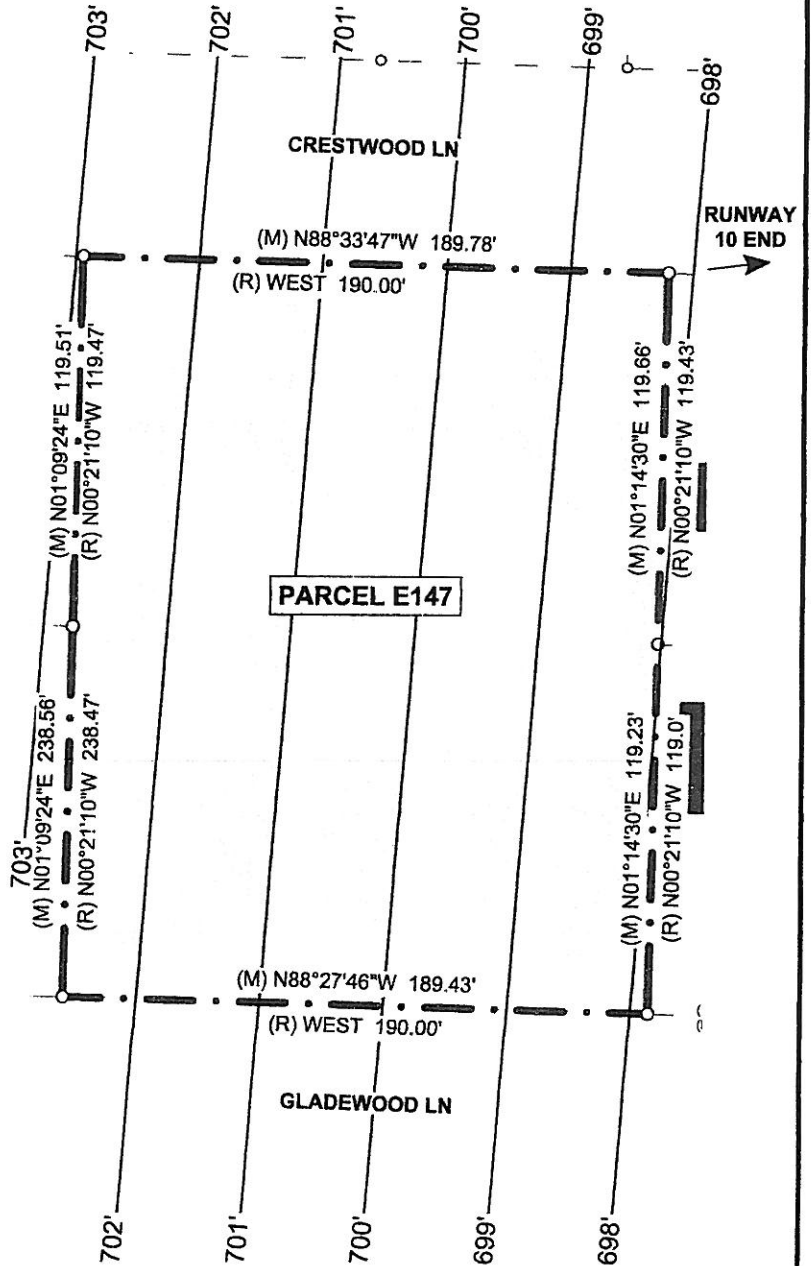 703'
702'
701'
700'
699'
698'
CRESTWOOD LN
RUNWAY
10 END
(M) N88°33'47"W 189.78'
(R) WEST 190.00'
(M) N01°09'24"E 119.51'
(R) N00°21'10"W 119.47'
(M) N01°14'30"E 119.66'
(R) N00°21'10"W 119.43'
PARCEL E147
703'
(M) N01°09'24"E 238.56'
(R) N00°21'10"W 238.47'
(M) N01°14'30"E 119.23'
(R) N00°21'10"W 119.0'
(M) N88°27'46"W 189.43'
(R) WEST 190.00'
GLADEWOOD LN
702'
701'
700'
699'
698'